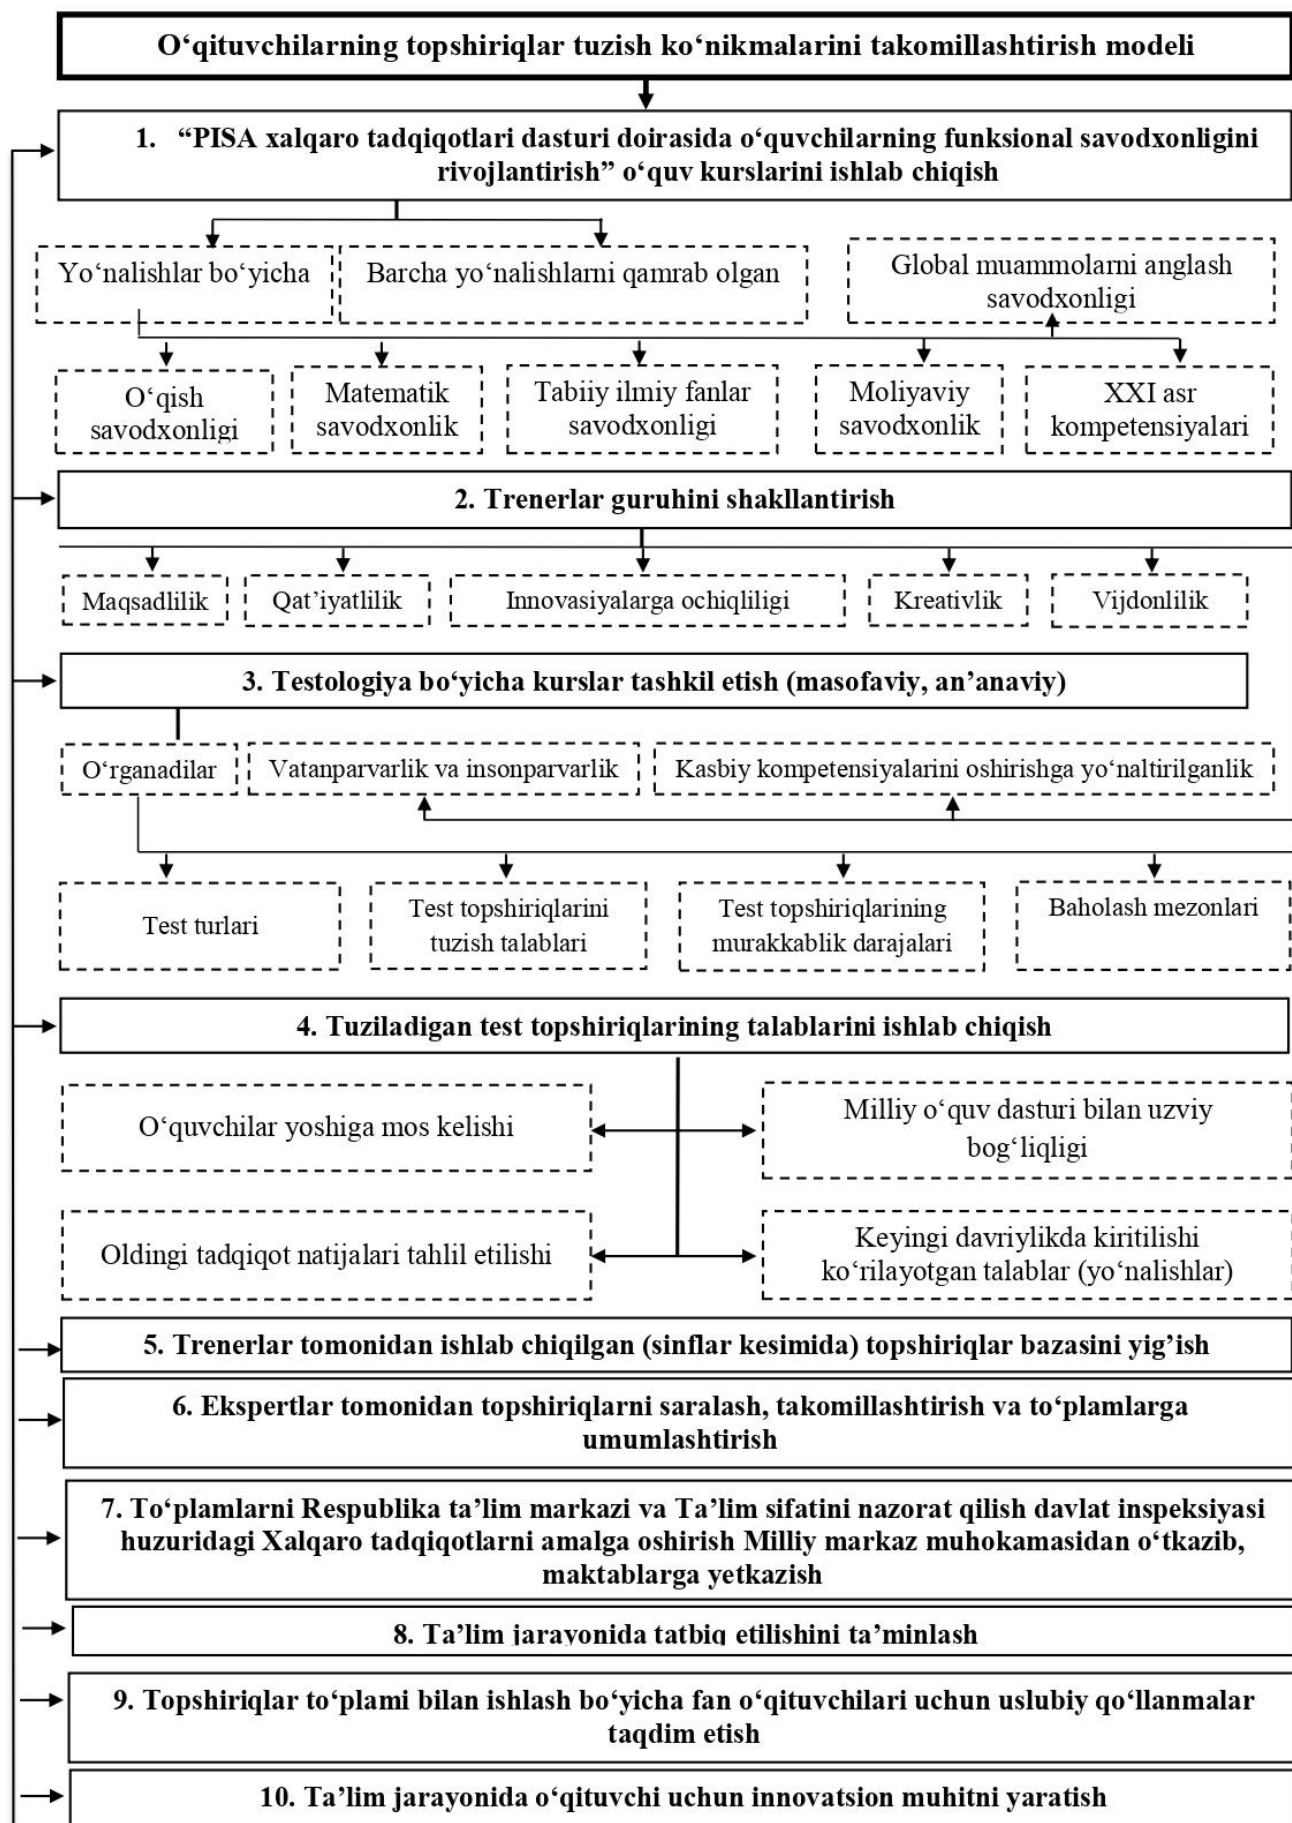 O‘qituvchilarning topshiriqlar tuzish ko‘nikmalarini takomillashtirish modeli
1. “PISA xalqaro tadqiqotlari dasturi doirasida o‘quvchilarning funksional savodxonligini
rivojlantirish” o‘quv kurslarini ishlab chiqish
Yo‘nalishlar bo‘yicha
Barcha yo‘nalishlarni qamrab olgan
Global muammolarni anglash
savodxonligi
O‘qish
savodxonligi
Matematik
savodxonlik
Tabiiy ilmiy fanlar
savodxonligi
Moliyaviy
savodxonlik
XXI asr
kompetensiyalari
2. Trenerlar guruhini shakllantirish
Maqsadlilik
Qat’iyatlilik
Innovasiyalarga ochiqliligi
Kreativlik
Vijdonlilik
3. Testologiya bo‘yicha kurslar tashkil etish (masofaviy, an’anaviy)
O‘rganadilar
Vatanparvarlik va insonparvarlik
Kasbiy kompetensiyalarini oshirishga yo‘naltirilganlik
Test turlari
Test topshiriqlarini
tuzish talablari
Test topshiriqlarining
murakkablik darajalari
Baholash mezonlari
4. Tuziladigan test topshiriqlarining talablarini ishlab chiqish
O‘quvchilar yoshiga mos kelishi
Milliy o‘quv dasturi bilan uzviy
bog‘liqligi
Oldingi tadqiqot natijalari tahlil etilishi
Keyingi davriylikda kiritilishi
ko‘rilayotgan talablar (yo‘nalishlar)
5. Trenerlar tomonidan ishlab chiqilgan (sinflar kesimida) topshiriqlar bazasini yig’ish
6. Ekspertlar tomonidan topshiriqlarni saralash, takomillashtirish va to‘plamlarga
umumlashtirish
7. To‘plamlarni Respublika ta’lim markazi va Ta’lim sifatini nazorat qilish davlat inspeksiyasi
huzuridagi Xalqaro tadqiqotlarni amalga oshirish Milliy markaz muhokamasidan o‘tkazib,
maktablarga yetkazish
8. Ta’lim jarayonida tatbiq etilishini ta’minlash
9. Topshiriqlar to‘plami bilan ishlash bo‘yicha fan o‘qituvchilari uchun uslubiy qo‘llanmalar
taqdim etish
10. Ta’lim jarayonida o‘qituvchi uchun innovatsion muhitni yaratish